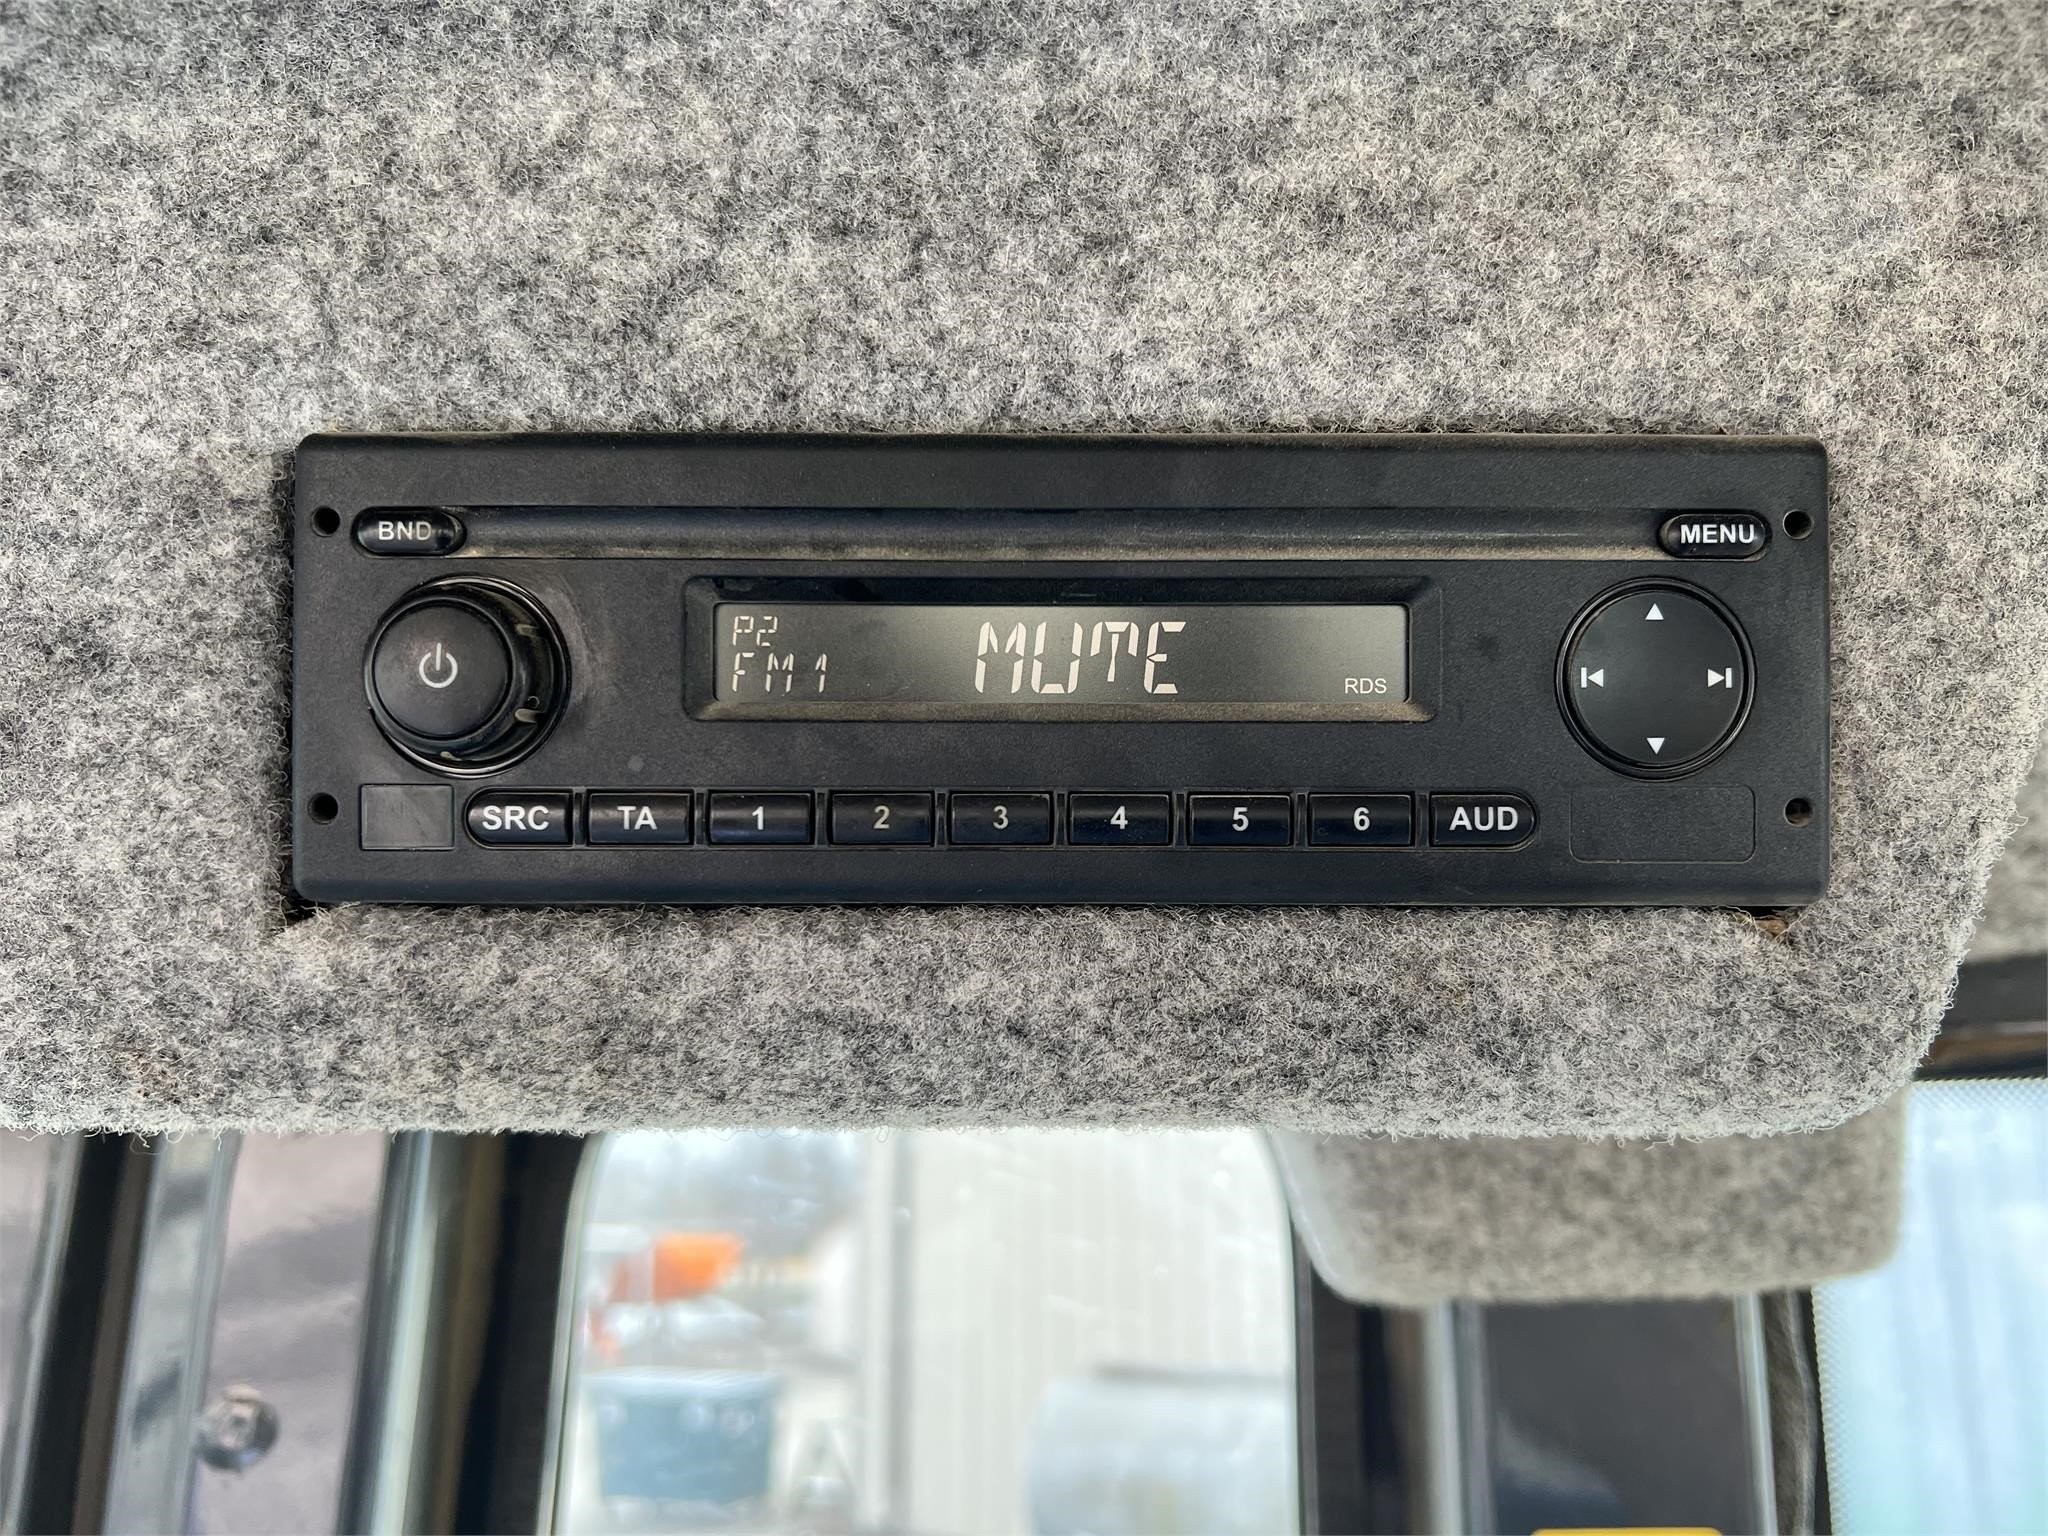 BND
MENU
P2
FM1
MUTE
RDS
SRC TA 1 2 3 4 5 6 AUD